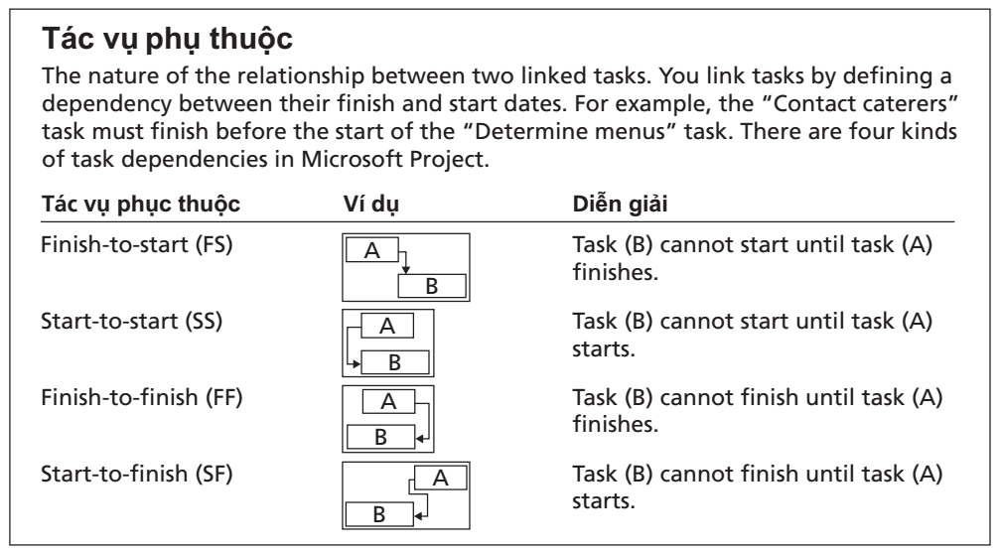 Tác vụ phụ thuộc
The nature of the relationship between two linked tasks. You link tasks by defining a
dependency between their finish and start dates. For example, the “Contact caterers”
task must finish before the start of the “Determine menus” task. There are four kinds
of task dependencies in Microsoft Project.
Tác vụ phục thuộc Ví dụ Diễn giải
Finish-to-start (FS) A B Task (B) cannot start until task (A)
finishes.
Start-to-start (SS) A B Task (B) cannot start until task (A)
starts.
Finish-to-finish (FF) A B Task (B) cannot finish until task (A)
finishes.
Start-to-finish (SF) A B Task (B) cannot finish until task (A)
starts.